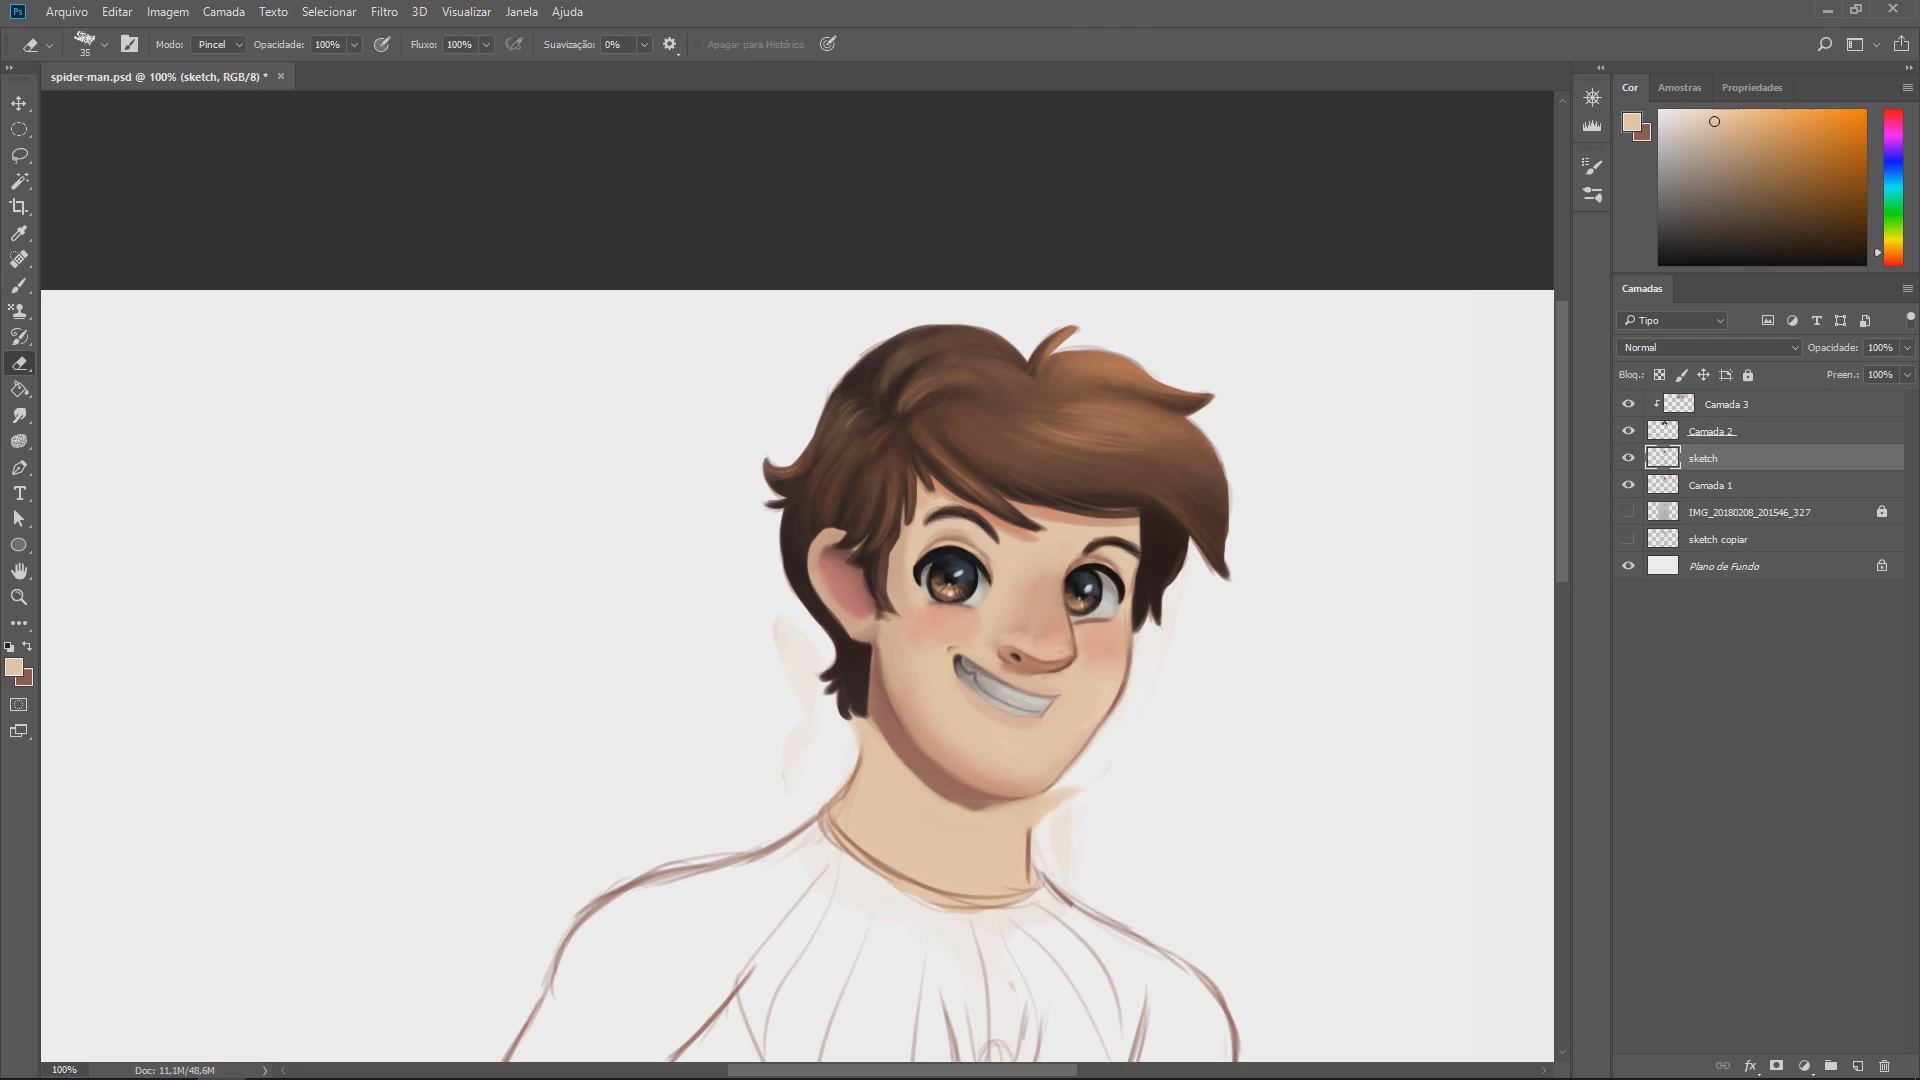 Ps Arquivo Editar Imagem Camada Texto Selecionar Filtro 3D Visualizar Janela Ajuda
35 Modo: Pincel Opacidade: 100% Fluxo: 100% Suavização: 0% Apagar para Histórico
spider-man.psd @ 100% (sketch, RGB/8) *
Cor Amostras Propriedades
Camadas
Tipo
Normal Opacidade: 100%
Bloq.: Preen.: 100%
Camada 3
Camada 2
sketch
Camada 1
IMG_20180208_201546_327
sketch copiar
Plano de Fundo
100% Doc: 11,1M/48,6M
fx